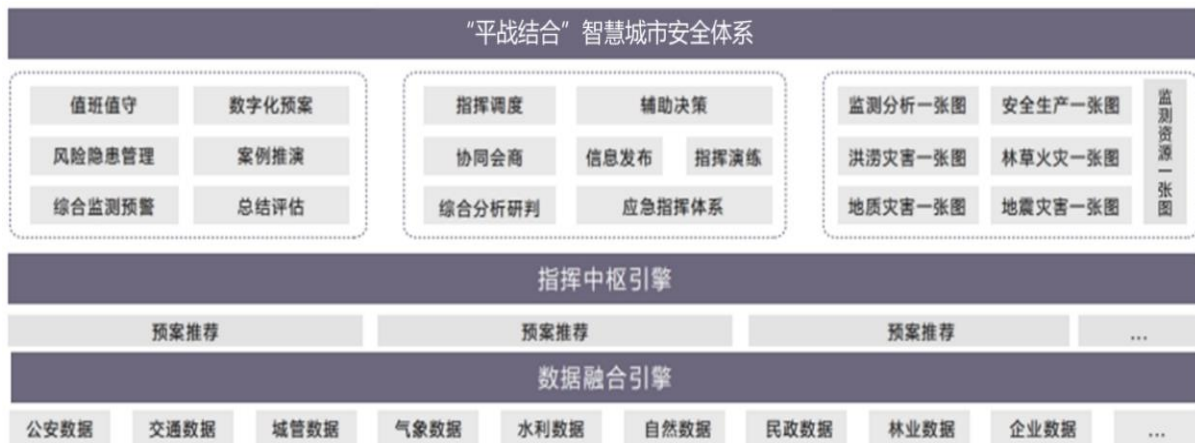 “平战结合”智慧城市安全体系
值班值守 数字化预案
风险隐患管理 案例推演
综合监测预警 总结评估
指挥调度 辅助决策
协同会商 信息发布 指挥演练
综合分析研判 应急指挥体系
监测分析一张图 安全生产一张图
洪涝灾害一张图 林草火灾一张图
地质灾害一张图 地震灾害一张图
监测资源一张图
指挥中枢引擎
预案推荐 预案推荐 预案推荐 ...
数据融合引擎
公安数据 交通数据 城管数据 气象数据 水利数据 自然数据 民政数据 林业数据 企业数据 ...